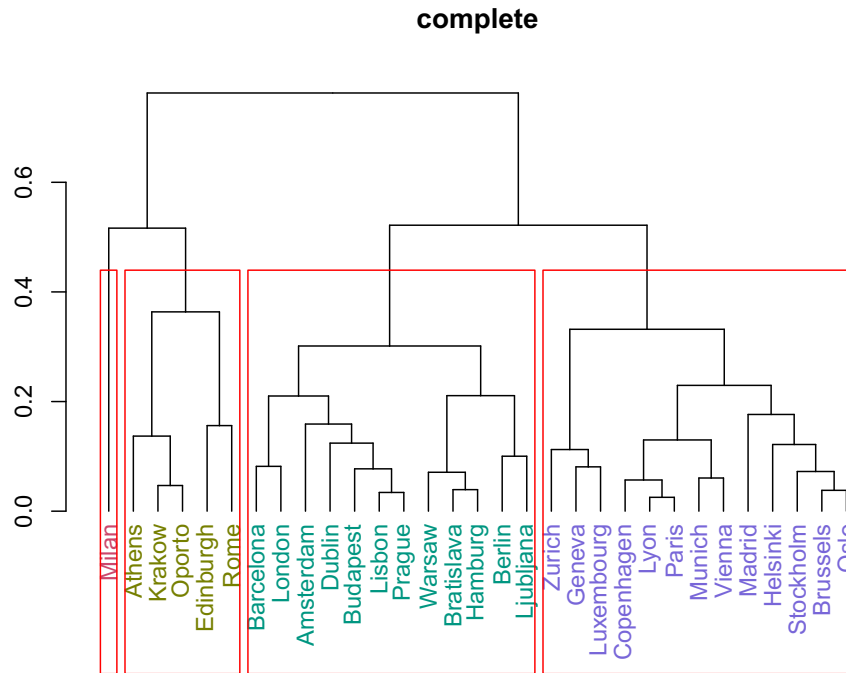 complete
0.6
0.4
0.2
0.0
Milan
Athens
Krakow
Oporto
Edinburgh
Rome
Barcelona
London
Amsterdam
Dublin
Budapest
Lisbon
Prague
Warsaw
Bratislava
Hamburg
Berlin
Ljubljana
Zurich
Geneva
Luxembourg
Copenhagen
Lyon
Paris
Munich
Vienna
Madrid
Helsinki
Stockholm
Brussels
Oslo